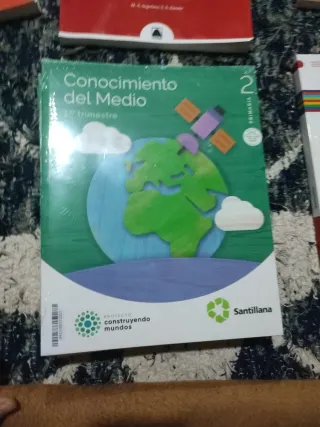 Conocimiento
del Medio
1.er trimestre
2
PRIMARIA
PROYECTO
construyendo
mundos
Santillana